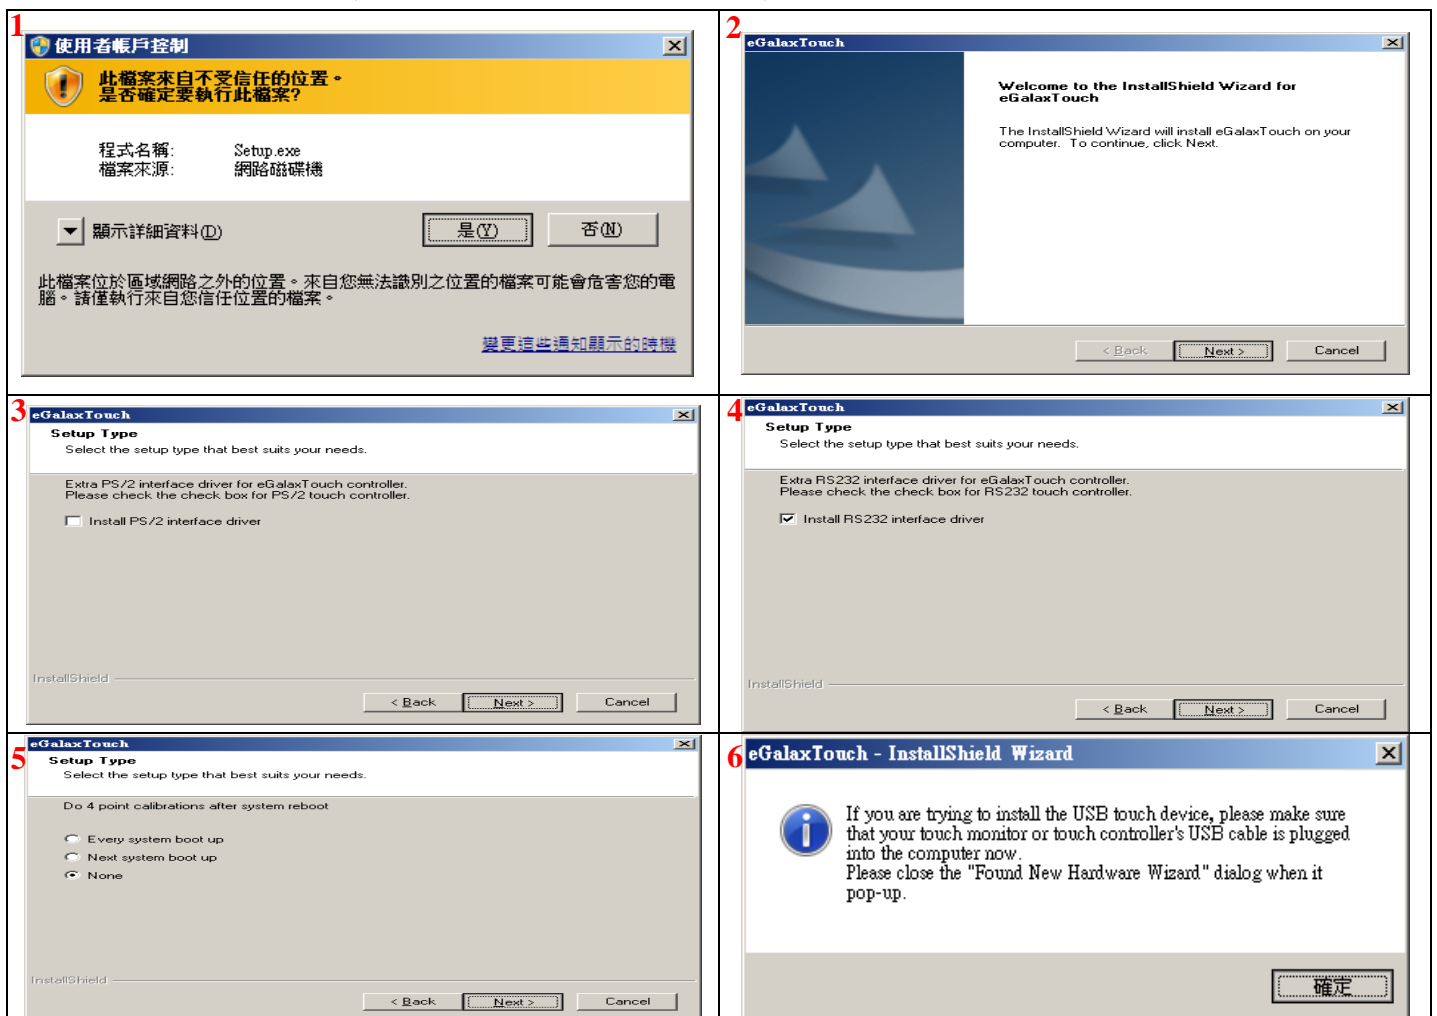 1
使用者帳戶控制
此檔案來自不受信任的位置。
是否確定要執行此檔案?
程式名稱: Setup.exe
檔案來源: 網路磁碟機
顯示詳細資料(D)
是(Y)
否(N)
此檔案位於區域網路之外的位置。來自您無法識別之位置的檔案可能會危害您的電
腦。請僅執行來自您信任位置的檔案。
變更這些通知顯示的時機
2
eGalaxTouch
Welcome to the InstallShield Wizard for
eGalaxTouch
The InstallShield Wizard will install eGalaxTouch on your
computer. To continue, click Next.
< Back
Next >
Cancel
3
eGalaxTouch
Setup Type
Select the setup type that best suits your needs.
Extra PS/2 interface driver for eGalaxTouch controller.
Please check the check box for PS/2 touch controller.
Install PS/2 interface driver
InstallShield
< Back
Next >
Cancel
4
eGalaxTouch
Setup Type
Select the setup type that best suits your needs.
Extra RS232 interface driver for eGalaxTouch controller.
Please check the check box for RS232 touch controller.
Install RS232 interface driver
InstallShield
< Back
Next >
Cancel
5
eGalaxTouch
Setup Type
Select the setup type that best suits your needs.
Do 4 point calibrations after system reboot
Every system boot up
Next system boot up
None
InstallShield
< Back
Next >
Cancel
6
eGalaxTouch - InstallShield Wizard
If you are trying to install the USB touch device, please make sure
that your touch monitor or touch controller's USB cable is plugged
into the computer now.
Please close the "Found New Hardware Wizard" dialog when it
pop-up.
確定